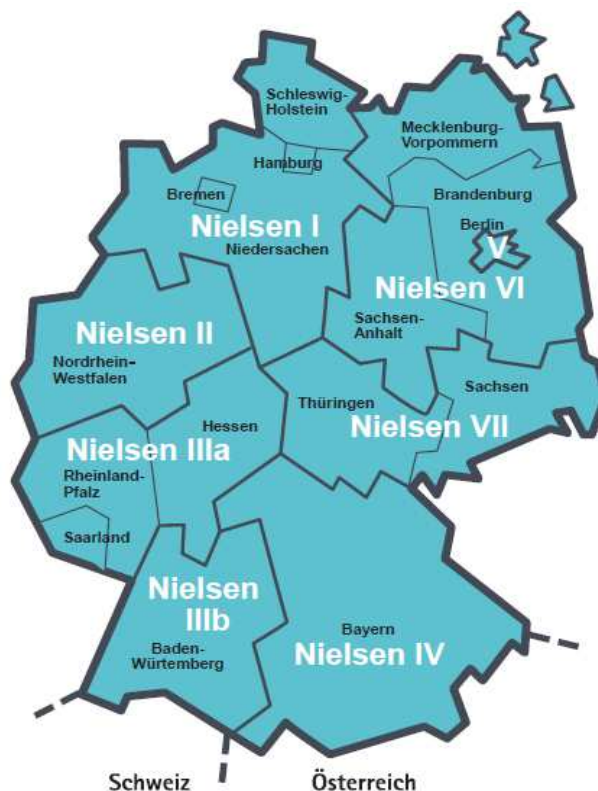 Schleswig-
Holstein
Mecklenburg-
Vorpommern
Hamburg
Bremen
Brandenburg
Berlin
Nielsen I
V
Niedersachen
Nielsen VI
Nielsen II
Sachsen-
Anhalt
Nordrhein-
Westfalen
Sachsen
Thüringen
Hessen
Nielsen VII
Nielsen IIIa
Rheinland-
Pfalz
Saarland
Nielsen
IIIb
Bayern
Baden-
Würtemberg
Nielsen IV
Schweiz
Österreich